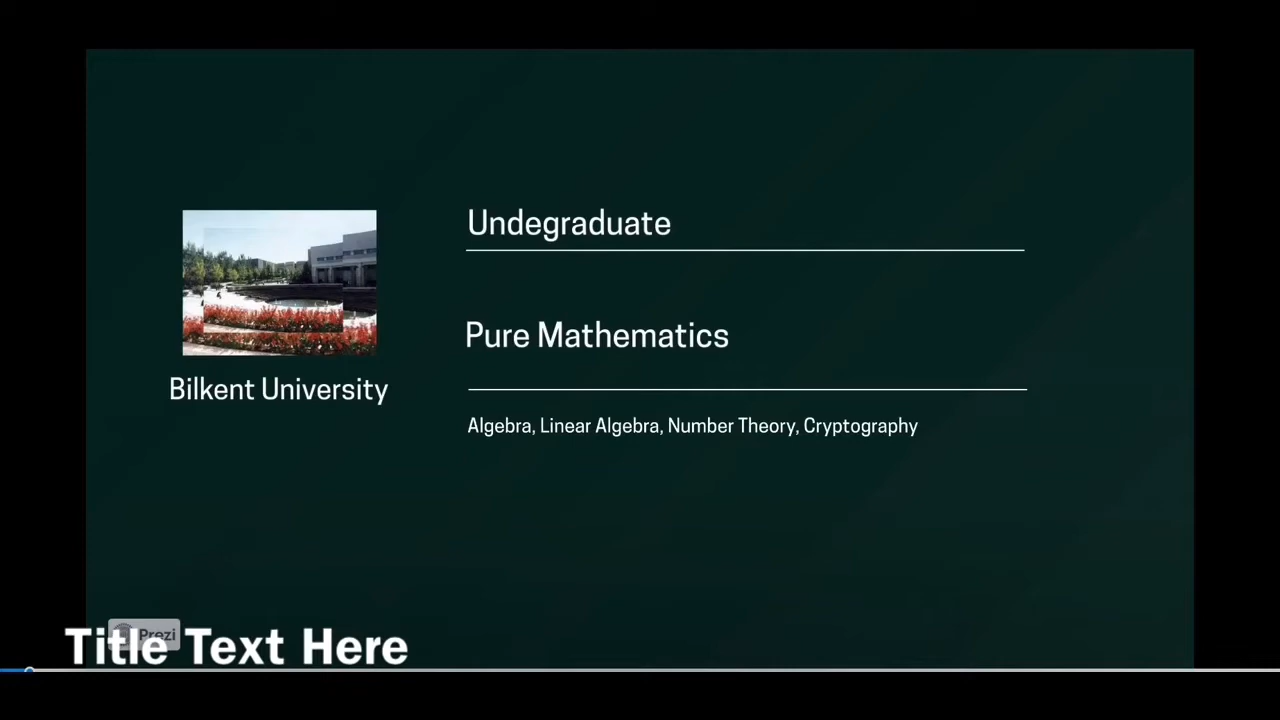 Undegraduate
Pure Mathematics
Bilkent University
Algebra, Linear Algebra, Number Theory, Cryptography
Prezi
Title Text Here